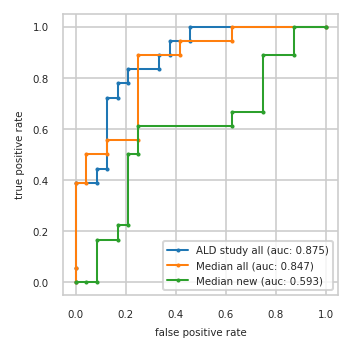 true positive rate
1.0
0.8
0.6
0.4
0.2
0.0
ALD study all (auc: 0.875)
Median all (auc: 0.847)
Median new (auc: 0.593)
0.0 0.2 0.4 0.6 0.8 1.0
false positive rate